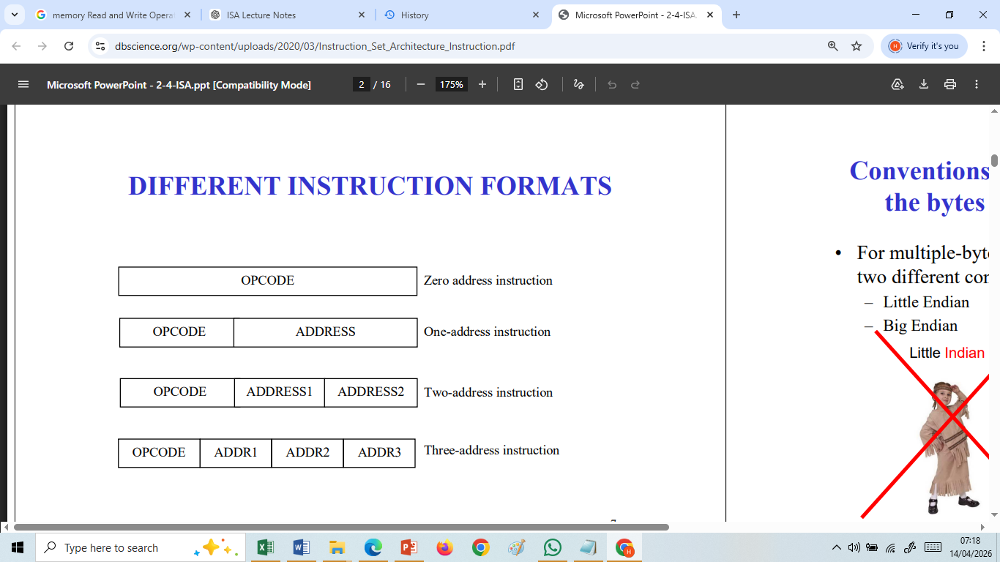 memory Read and Write Opera
ISA Lecture Notes
History
Microsoft PowerPoint - 2-4-ISA
dbscience.org/wp-content/uploads/2020/03/Instruction_Set_Architecture_Instruction.pdf
H
Verify it's you
Microsoft PowerPoint - 2-4-ISA.ppt [Compatibility Mode]
2 / 16
175%
DIFFERENT INSTRUCTION FORMATS
OPCODE
Zero address instruction
OPCODE ADDRESS
One-address instruction
OPCODE ADDRESS1 ADDRESS2
Two-address instruction
OPCODE ADDR1 ADDR2 ADDR3
Three-address instruction
Conventions
the bytes
• For multiple-byt
two different con
– Little Endian
– Big Endian
Little Indian
Type here to search
H
07:18
14/04/2026